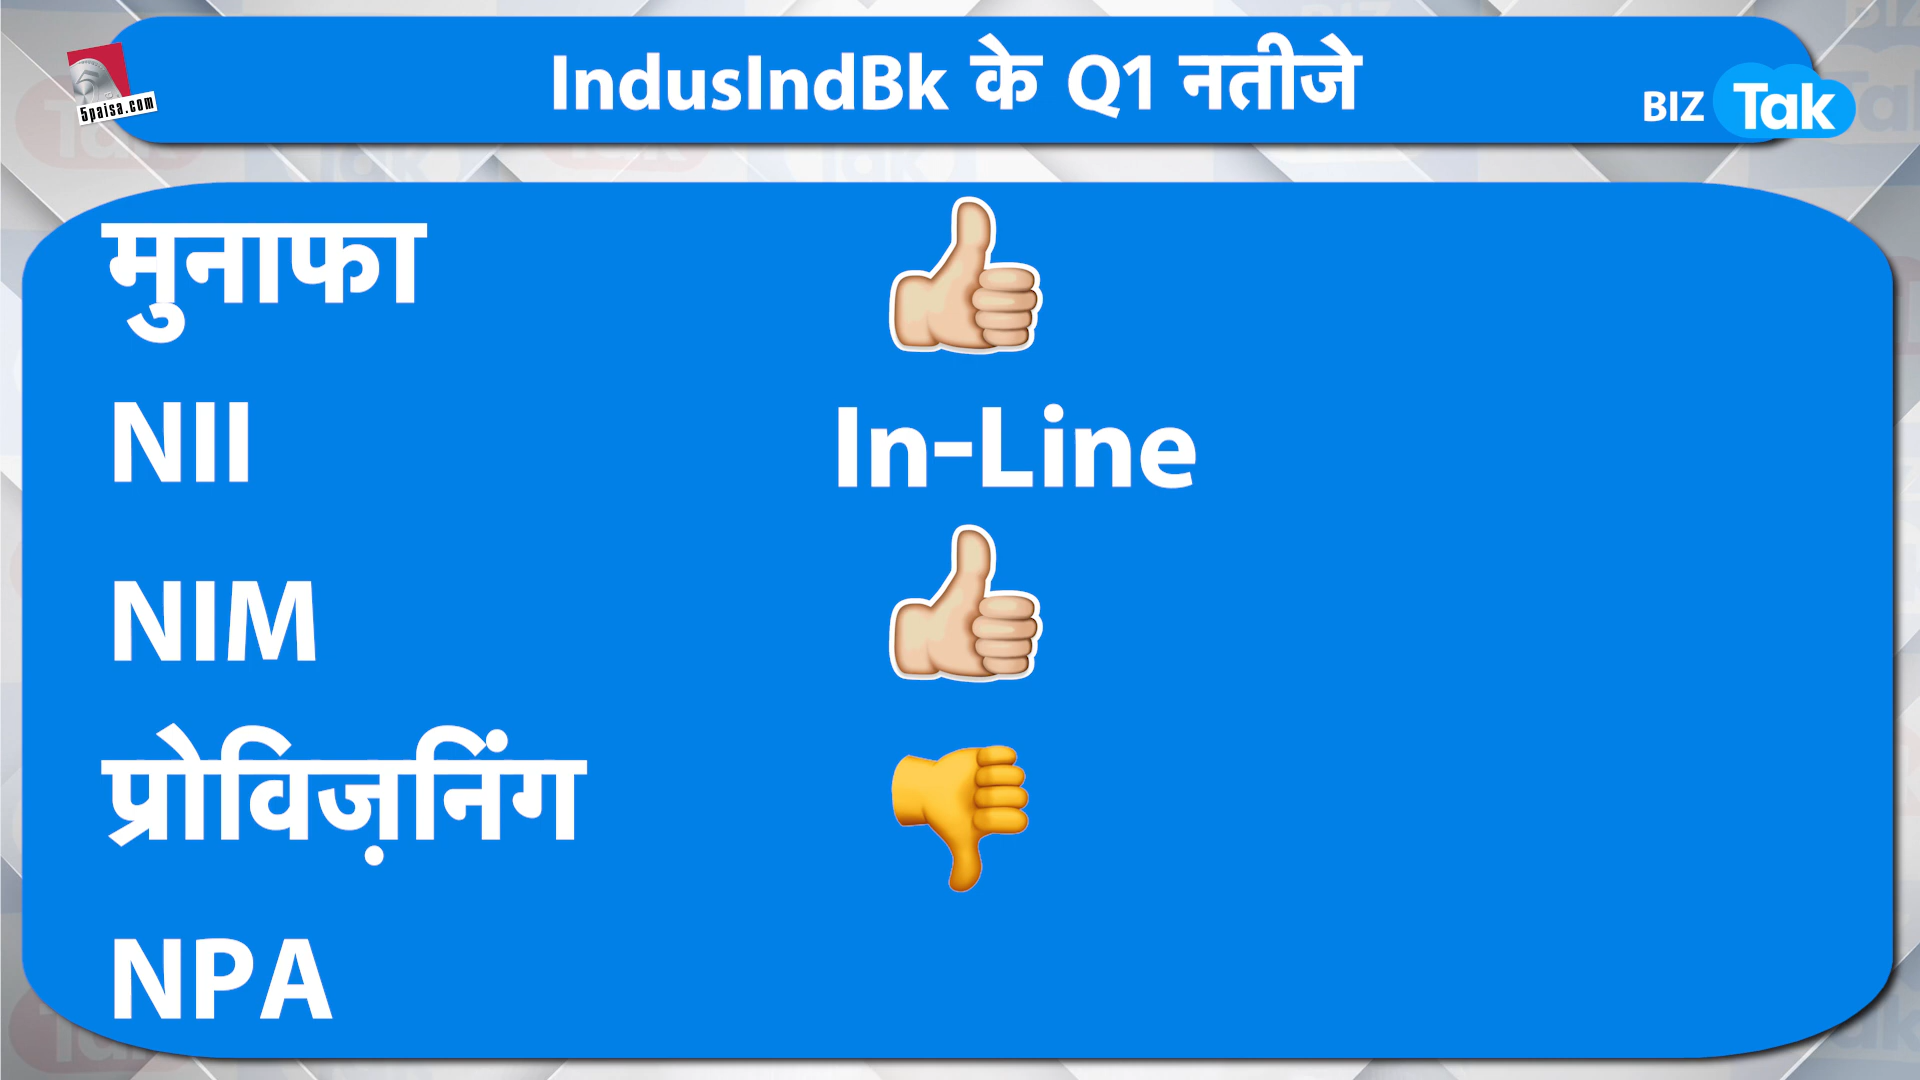 IndusIndBk के Q1 नतीजे
5paisa.com
BIZ Tak
मुनाफा
NII In-Line
NIM
प्रोविज़निंग
NPA